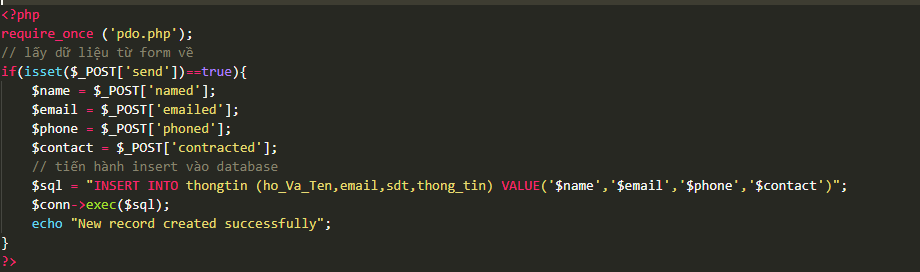 <?php
require_once ('pdo.php');
// lấy dữ liệu từ form về
if(isset($_POST['send'])==true){
    $name = $_POST['named'];
    $email = $_POST['emailed'];
    $phone = $_POST['phoned'];
    $contact = $_POST['contracted'];
    // tiến hành insert vào database
    $sql = "INSERT INTO thongtin (ho_Va_Ten,email,sdt,thong_tin) VALUE('$name','$email','$phone','$contact')";
    $conn->exec($sql);
    echo "New record created successfully";
}
?>